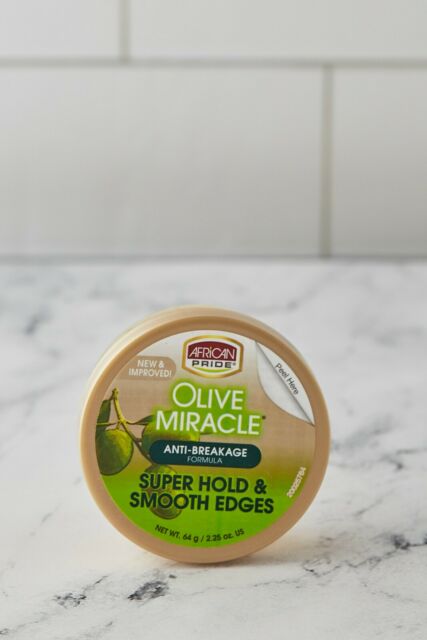 AFRICAN
PRIDE®
NEW &
IMPROVED!
Peel Here
OLIVE
MIRACLE®
ANTI-BREAKAGE
FORMULA
SUPER HOLD &
SMOOTH EDGES
NET WT. 64 g / 2.25 oz. US
20025764